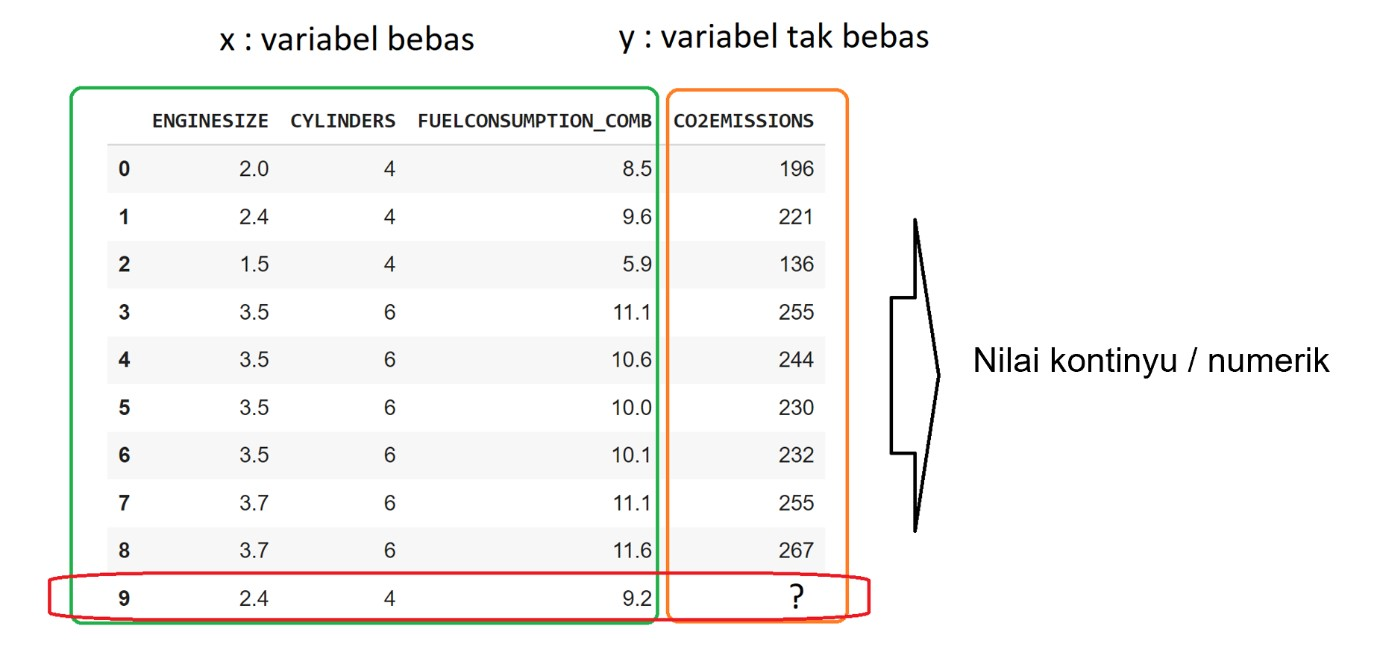 x : variabel bebas y : variabel tak bebas
ENGINESIZE CYLINDERS FUELCONSUMPTION_COMB CO2EMISSIONS
0 2.0 4 8.5 196
1 2.4 4 9.6 221
2 1.5 4 5.9 136
3 3.5 6 11.1 255
4 3.5 6 10.6 244
5 3.5 6 10.0 230
6 3.5 6 10.1 232
7 3.7 6 11.1 255
8 3.7 6 11.6 267
9 2.4 4 9.2 ?
Nilai kontinyu / numerik